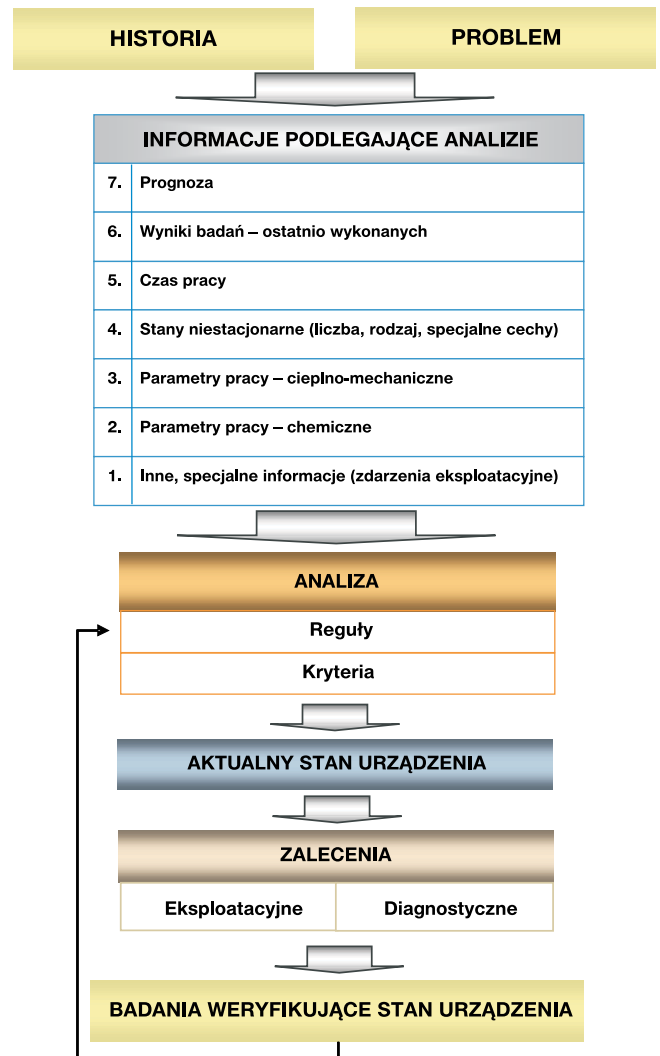 HISTORIA
PROBLEM
INFORMACJE PODLEGAJĄCE ANALIZIE
7. Prognoza
6. Wyniki badań – ostatnio wykonanych
5. Czas pracy
4. Stany niestacjonarne (liczba, rodzaj, specjalne cechy)
3. Parametry pracy – cieplno-mechaniczne
2. Parametry pracy – chemiczne
1. Inne, specjalne informacje (zdarzenia eksploatacyjne)
ANALIZA
Reguły
Kryteria
AKTUALNY STAN URZĄDZENIA
ZALECENIA
Eksploatacyjne
Diagnostyczne
BADANIA WERYFIKUJĄCE STAN URZĄDZENIA